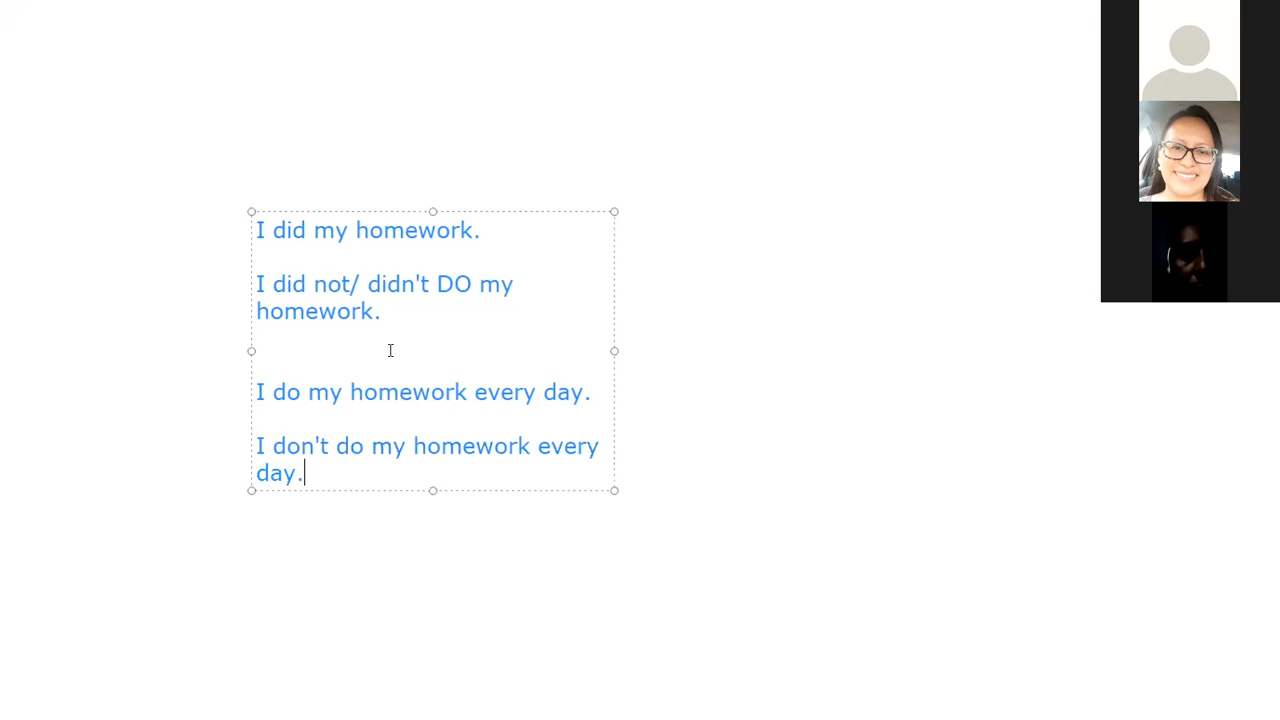 I did my homework.
I did not/ didn't DO my
homework.
I do my homework every day.
I don't do my homework every
day.